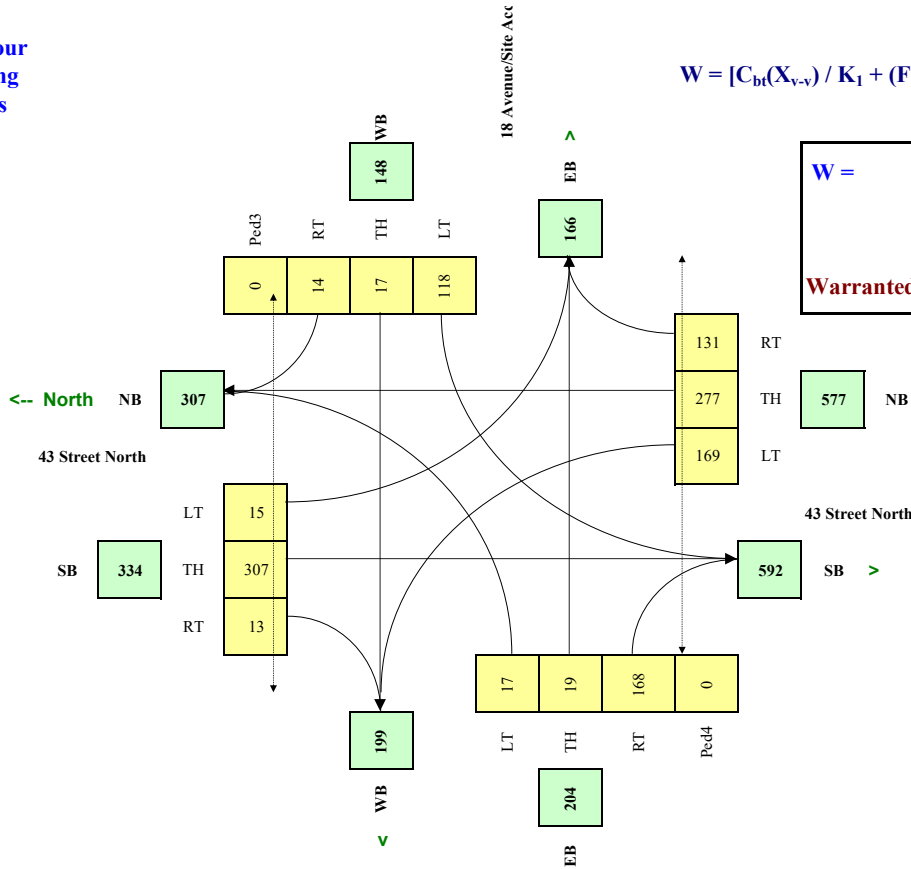 our
ng
s
18 Avenue/Site Acc
W = [C_bt(X_v-v) / K_1 + (F
W =
Warranted
WB
148
Ped3
RT
TH
LT
0
14
17
118
^
EB
166
131
RT
277
TH
577
NB
169
LT
43 Street North
<-- North
NB
307
43 Street North
LT
15
SB
334
TH
307
RT
13
592
SB
>
17
19
168
0
LT
TH
RT
Ped4
199
WB
v
204
EB